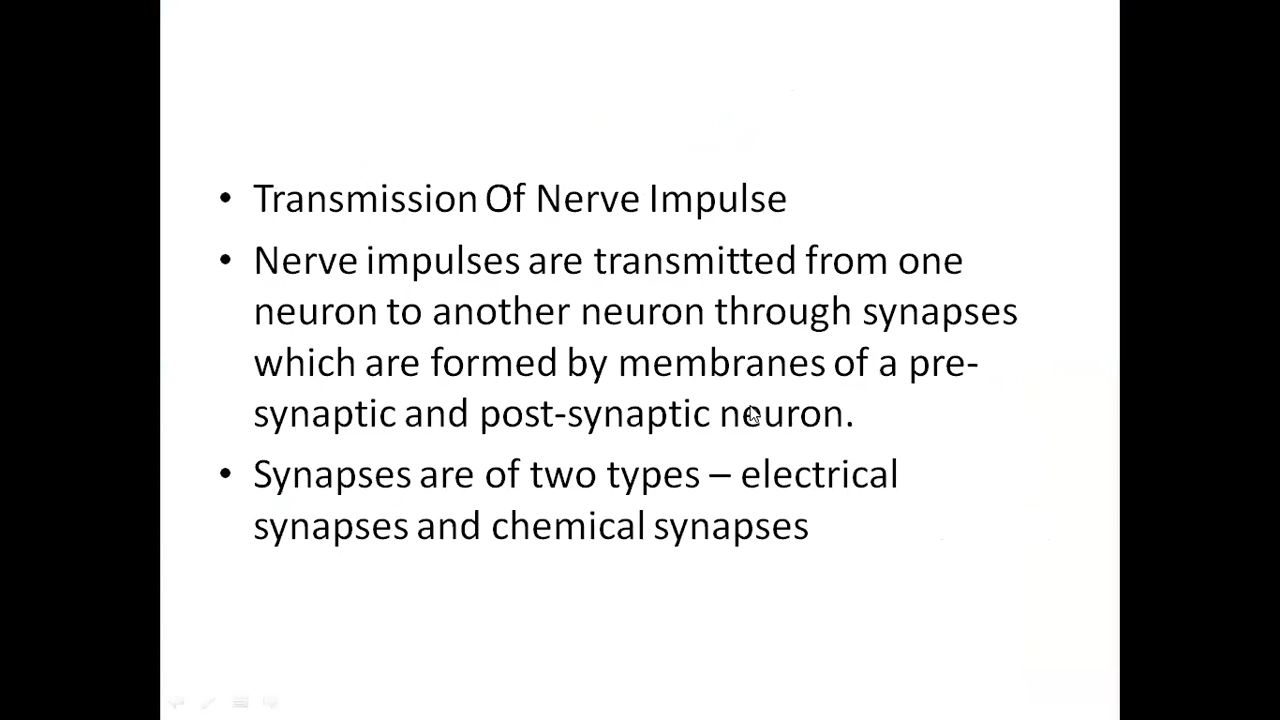 • Transmission Of Nerve Impulse
• Nerve impulses are transmitted from one
neuron to another neuron through synapses
which are formed by membranes of a pre-
synaptic and post-synaptic neuron.
• Synapses are of two types – electrical
synapses and chemical synapses